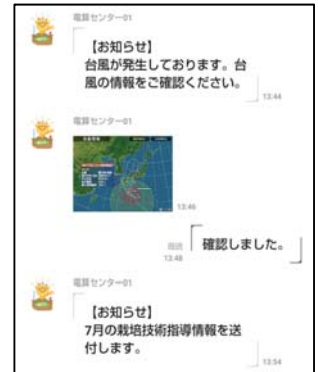 電算センター01
【お知らせ】
台風が発生しております。台
風の情報をご確認ください。
13:44
電算センター01
13:46
確認しました。
既読
13:48
電算センター01
【お知らせ】
7月の栽培技術指導情報を送
付します。
13:54